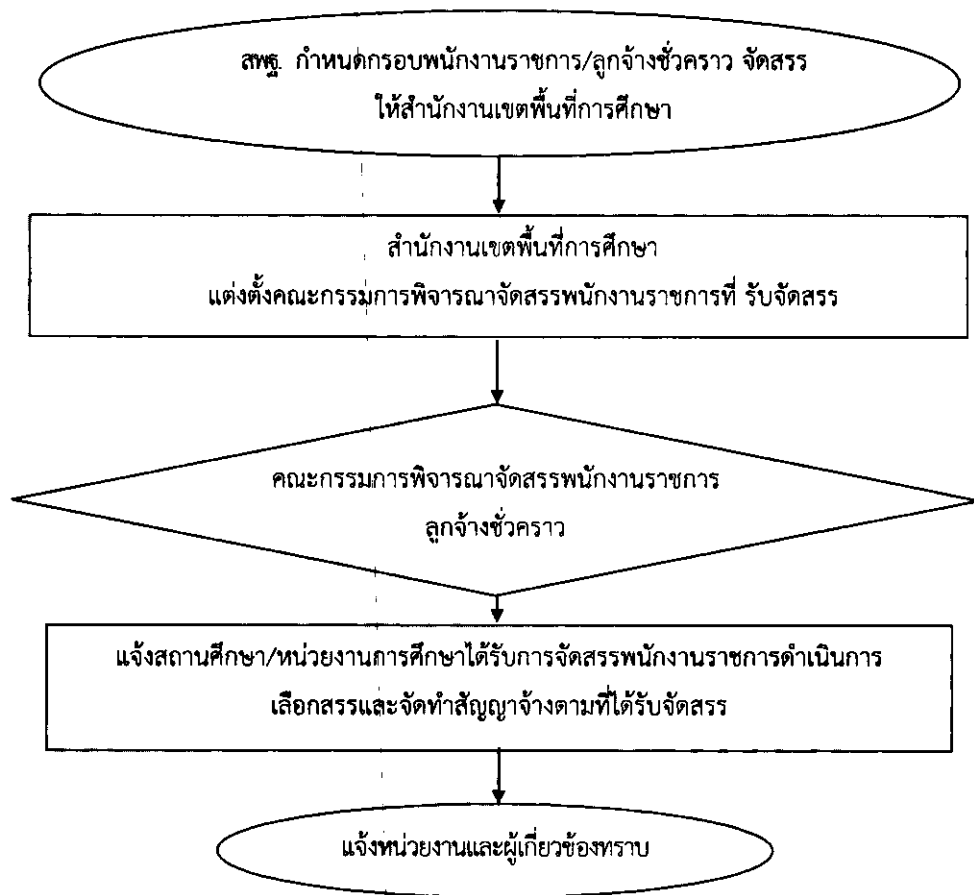 สพฐ. กำหนดกรอบพนักงานราชการ/ลูกจ้างชั่วคราว จัดสรร
ให้สำนักงานเขตพื้นที่การศึกษา
สำนักงานเขตพื้นที่การศึกษา
แต่งตั้งคณะกรรมการพิจารณาจัดสรรพนักงานราชการที่ รับจัดสรร
คณะกรรมการพิจารณาจัดสรรพนักงานราชการ
ลูกจ้างชั่วคราว
แจ้งสถานศึกษา/หน่วยงานการศึกษาได้รับการจัดสรรพนักงานราชการดำเนินการ
เลือกสรรและจัดทำสัญญาจ้างตามที่ได้รับจัดสรร
แจ้งหน่วยงานและผู้เกี่ยวข้องทราบ